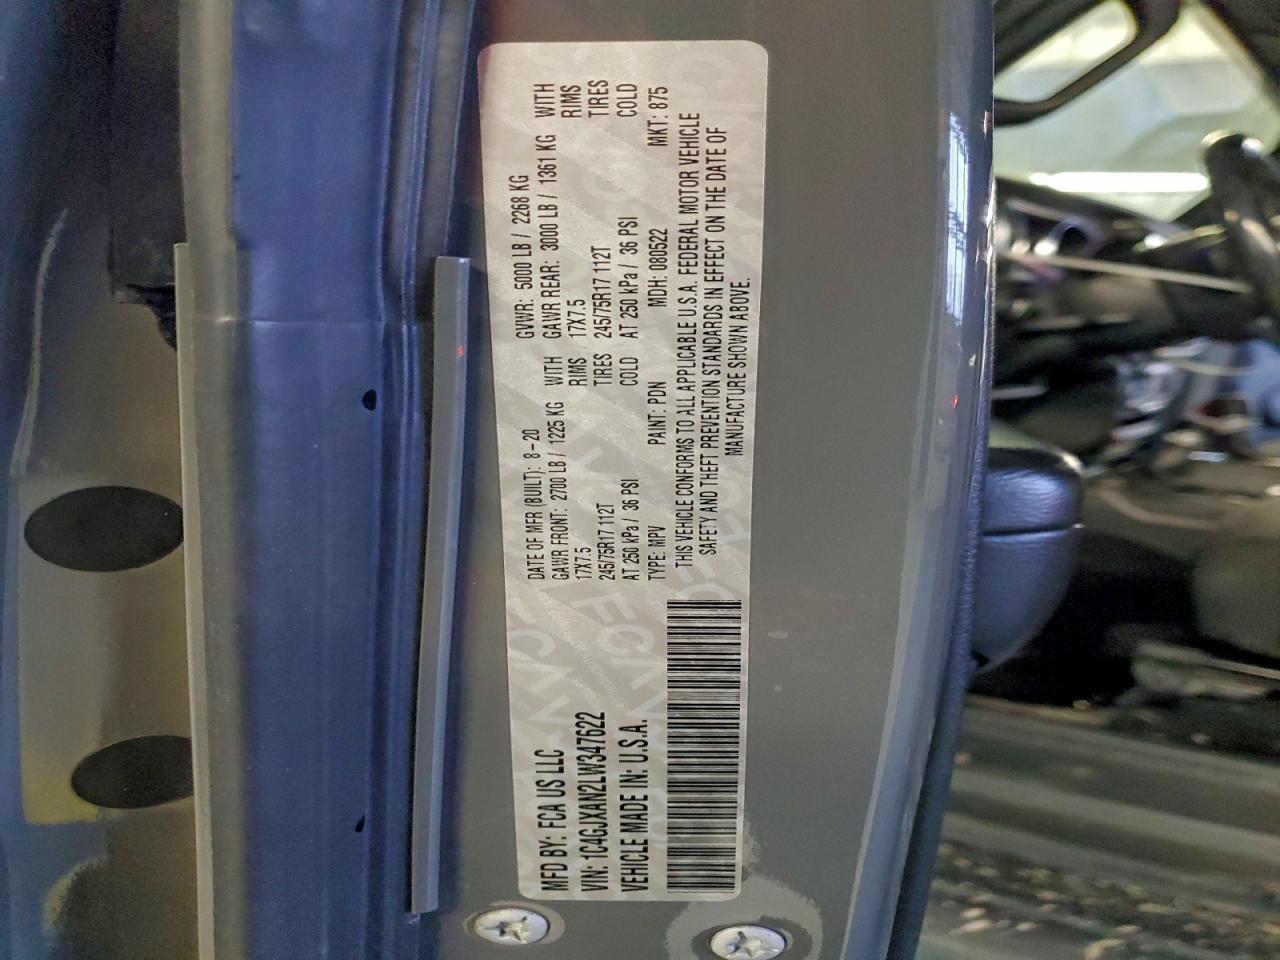 MFD BY: FCA US LLC
VIN: 1C4GJXAN2LW347622
VEHICLE MADE IN: U.S.A.
DATE OF MFR (BUILT): 8-20 GVWR: 5000 LB / 2268 KG
GAWR FRONT: 2700 LB / 1225 KG WITH GAWR REAR: 3000 LB / 1361 KG WITH
17X7.5 RIMS 17X7.5 RIMS
245/75R17 112T TIRES 245/75R17 112T TIRES
AT 250 kPa / 36 PSI COLD AT 250 kPa / 36 PSI COLD
TYPE: MPV PAINT: PDN MDH: 080522 MKT: 875
THIS VEHICLE CONFORMS TO ALL APPLICABLE U.S.A. FEDERAL MOTOR VEHICLE
SAFETY AND THEFT PREVENTION STANDARDS IN EFFECT ON THE DATE OF
MANUFACTURE SHOWN ABOVE.